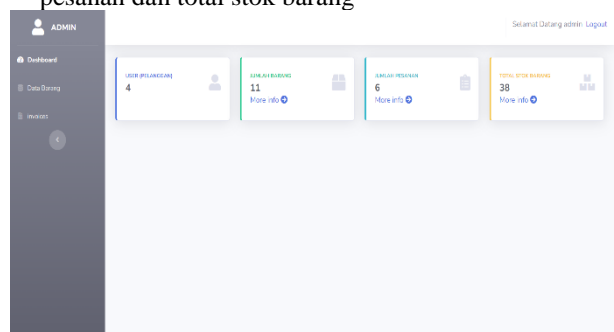 pesanan dan total stok barang
ADMIN
Selamat Datang admin Logout
Dashboard
Data Barang
Invoices
USER (PELANGGAN)
4
JUMLAH BARANG
11
More info
JUMLAH PESANAN
6
More info
TOTAL STOK BARANG
38
More info